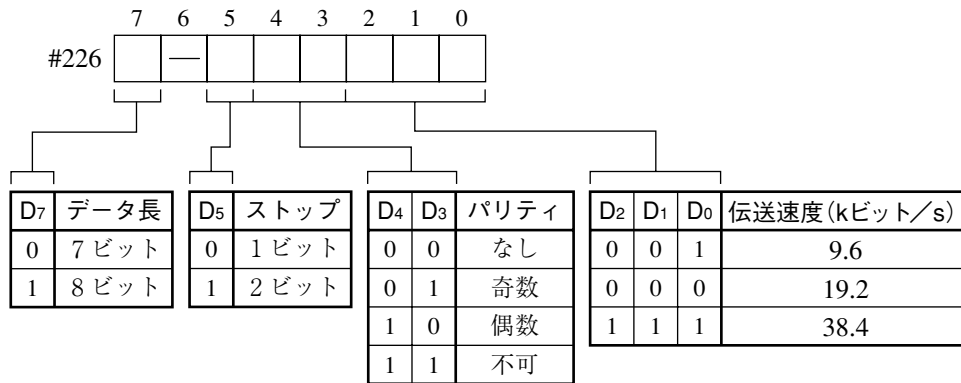 7 6 5 4 3 2 1 0
#226 —
D7 データ長
0 7ビット
1 8ビット
D5 ストップ
0 1ビット
1 2ビット
D4 D3 パリティ
0 0 なし
0 1 奇数
1 0 偶数
1 1 不可
D2 D1 D0 伝送速度(kビット/s)
0 0 1 9.6
0 0 0 19.2
1 1 1 38.4